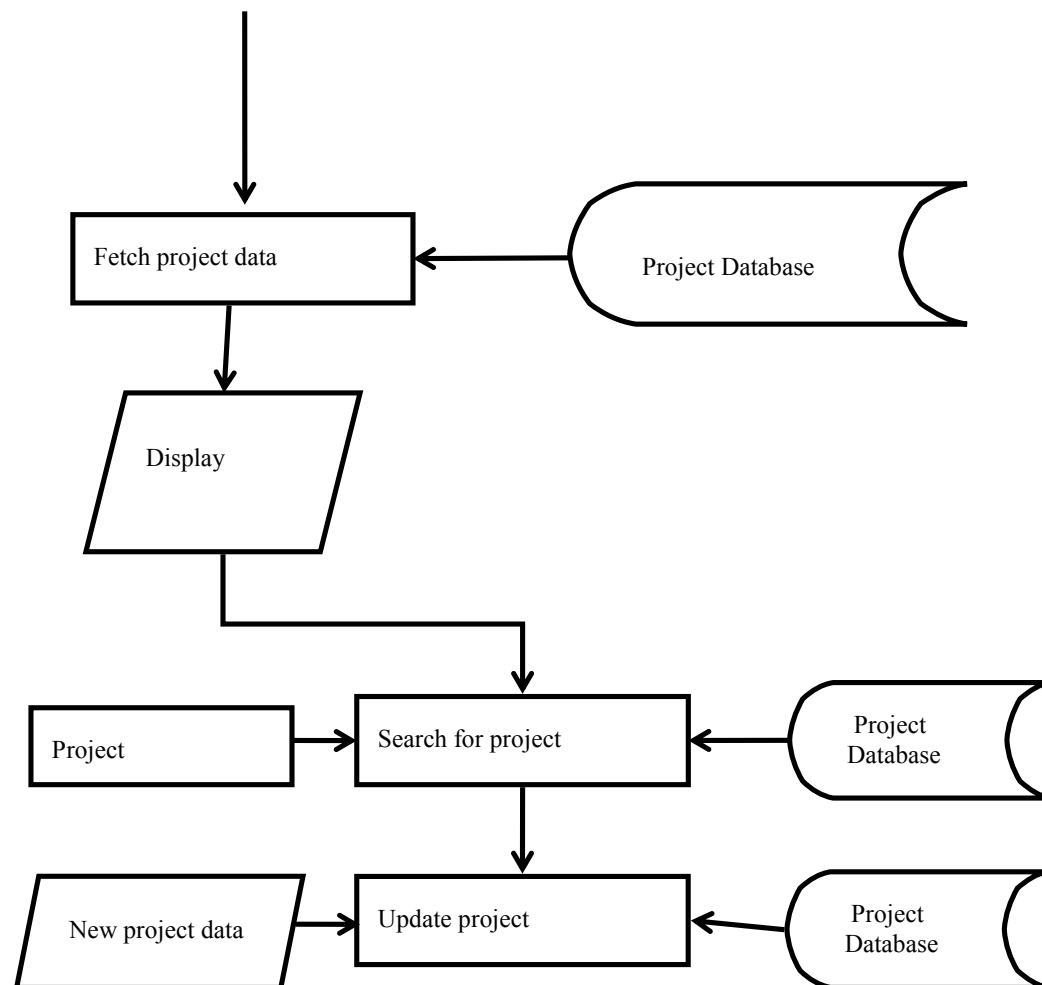 Fetch project data
Project Database
Display
Project
Search for project
Project
Database
New project data
Update project
Project
Database